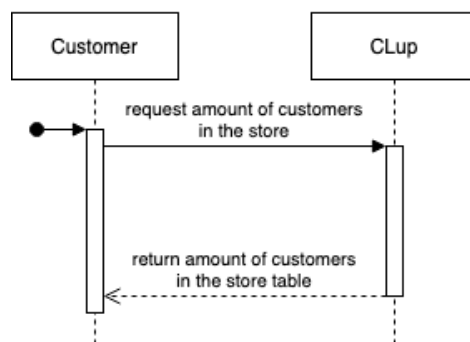 Customer
CLup
request amount of customers
in the store
return amount of customers
in the store table